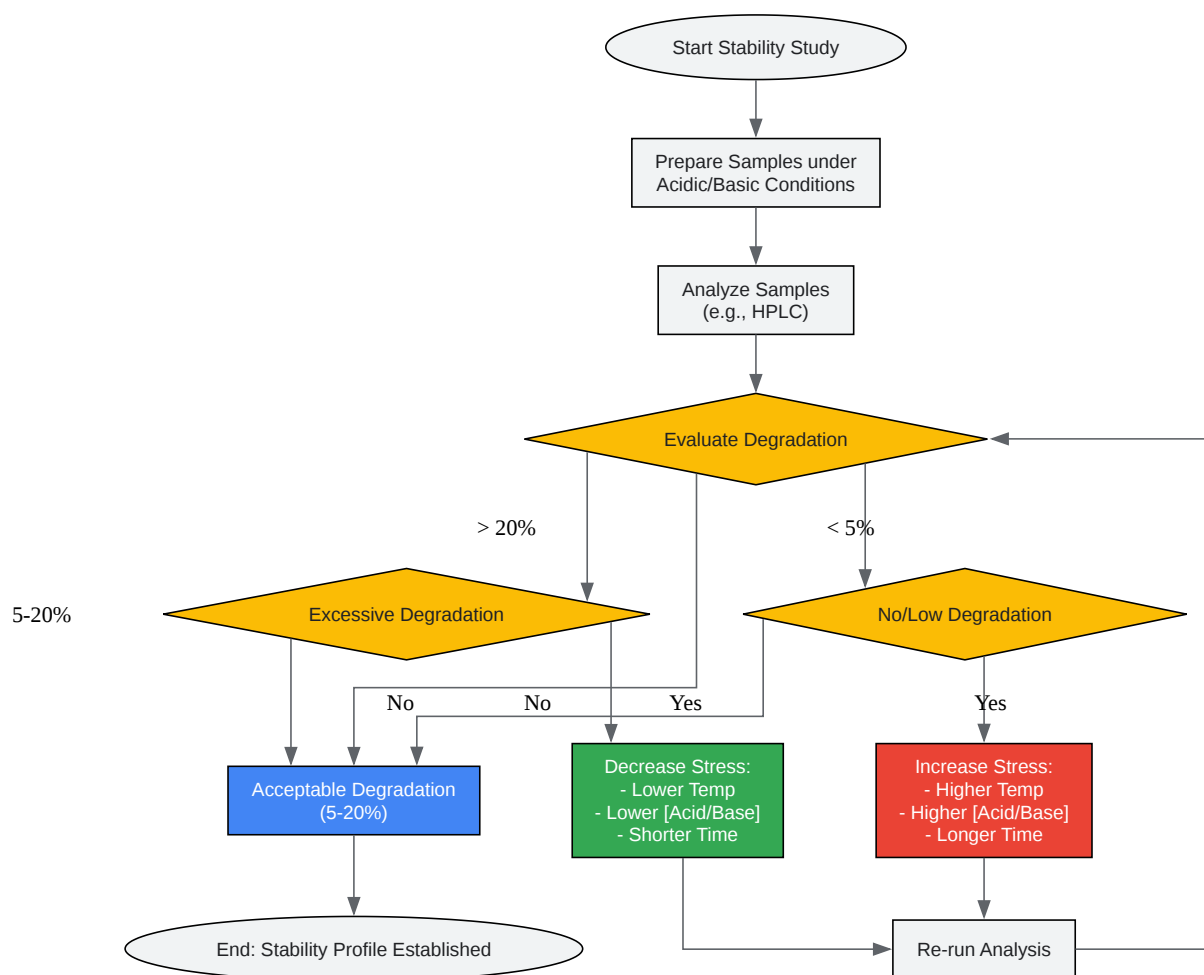 Start Stability Study
Prepare Samples under
Acidic/Basic Conditions
Analyze Samples
(e.g., HPLC)
Evaluate Degradation
> 20%
< 5%
5-20%
Excessive Degradation
No/Low Degradation
No
No
Yes
Yes
Acceptable Degradation
(5-20%)
Decrease Stress:
- Lower Temp
- Lower [Acid/Base]
- Shorter Time
Increase Stress:
- Higher Temp
- Higher [Acid/Base]
- Longer Time
End: Stability Profile Established
Re-run Analysis